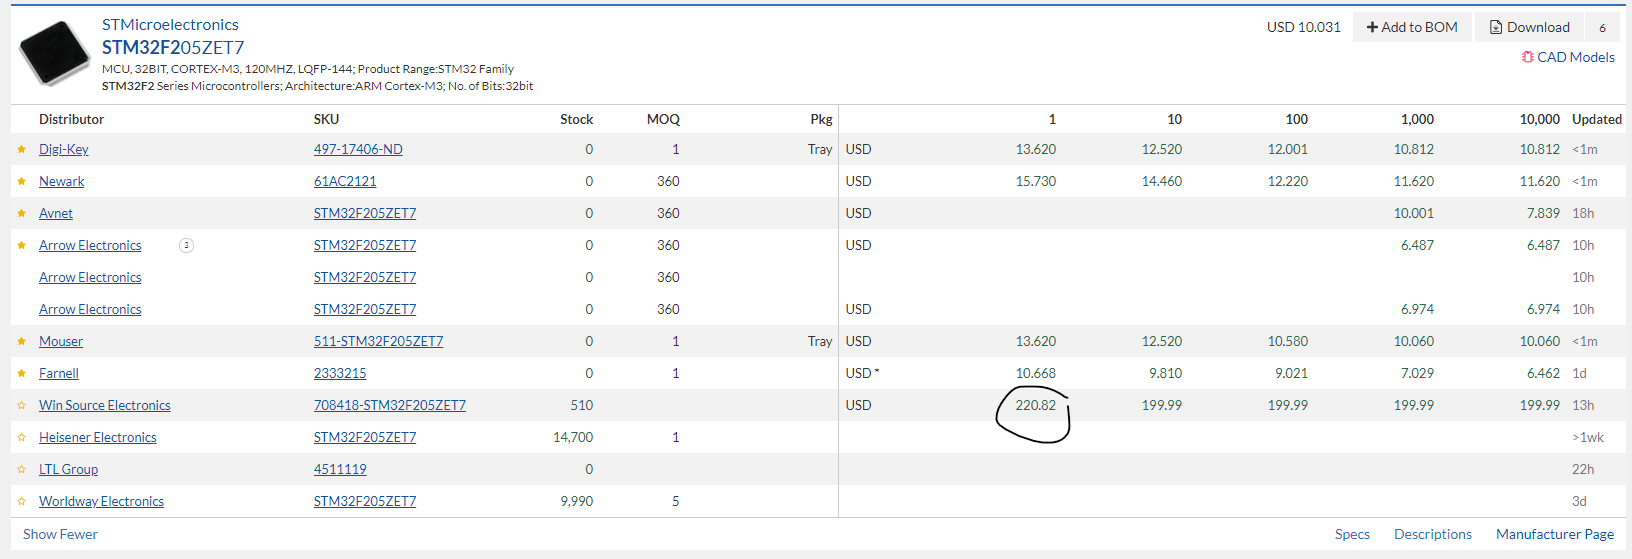 STMicroelectronics
STM32F205ZET7
MCU, 32BIT, CORTEX-M3, 120MHZ, LQFP-144; Product Range:STM32 Family
STM32F2 Series Microcontrollers; Architecture:ARM Cortex-M3; No. of Bits:32bit
USD 10.031 Add to BOM Download 6
CAD Models
Distributor SKU Stock MOQ Pkg 1 10 100 1,000 10,000 Updated
Digi-Key 497-17406-ND 0 1 Tray USD 13.620 12.520 12.001 10.812 10.812 <1m
Newark 61AC2121 0 360 USD 15.730 14.460 12.220 11.620 11.620 <1m
Avnet STM32F205ZET7 0 360 USD 10.001 7.839 18h
Arrow Electronics 3 STM32F205ZET7 0 360 USD 6.487 6.487 10h
Arrow Electronics STM32F205ZET7 0 360 10h
Arrow Electronics STM32F205ZET7 0 360 USD 6.974 6.974 10h
Mouser 511-STM32F205ZET7 0 1 Tray USD 13.620 12.520 10.580 10.060 10.060 <1m
Farnell 2333215 0 1 USD * 10.668 9.810 9.021 7.029 6.462 1d
Win Source Electronics 708418-STM32F205ZET7 510 USD 220.82 199.99 199.99 199.99 199.99 13h
Heisener Electronics STM32F205ZET7 14,700 1 >1wk
LTL Group 4511119 0 22h
Worldway Electronics STM32F205ZET7 9,990 5 3d
Show Fewer Specs Descriptions Manufacturer Page